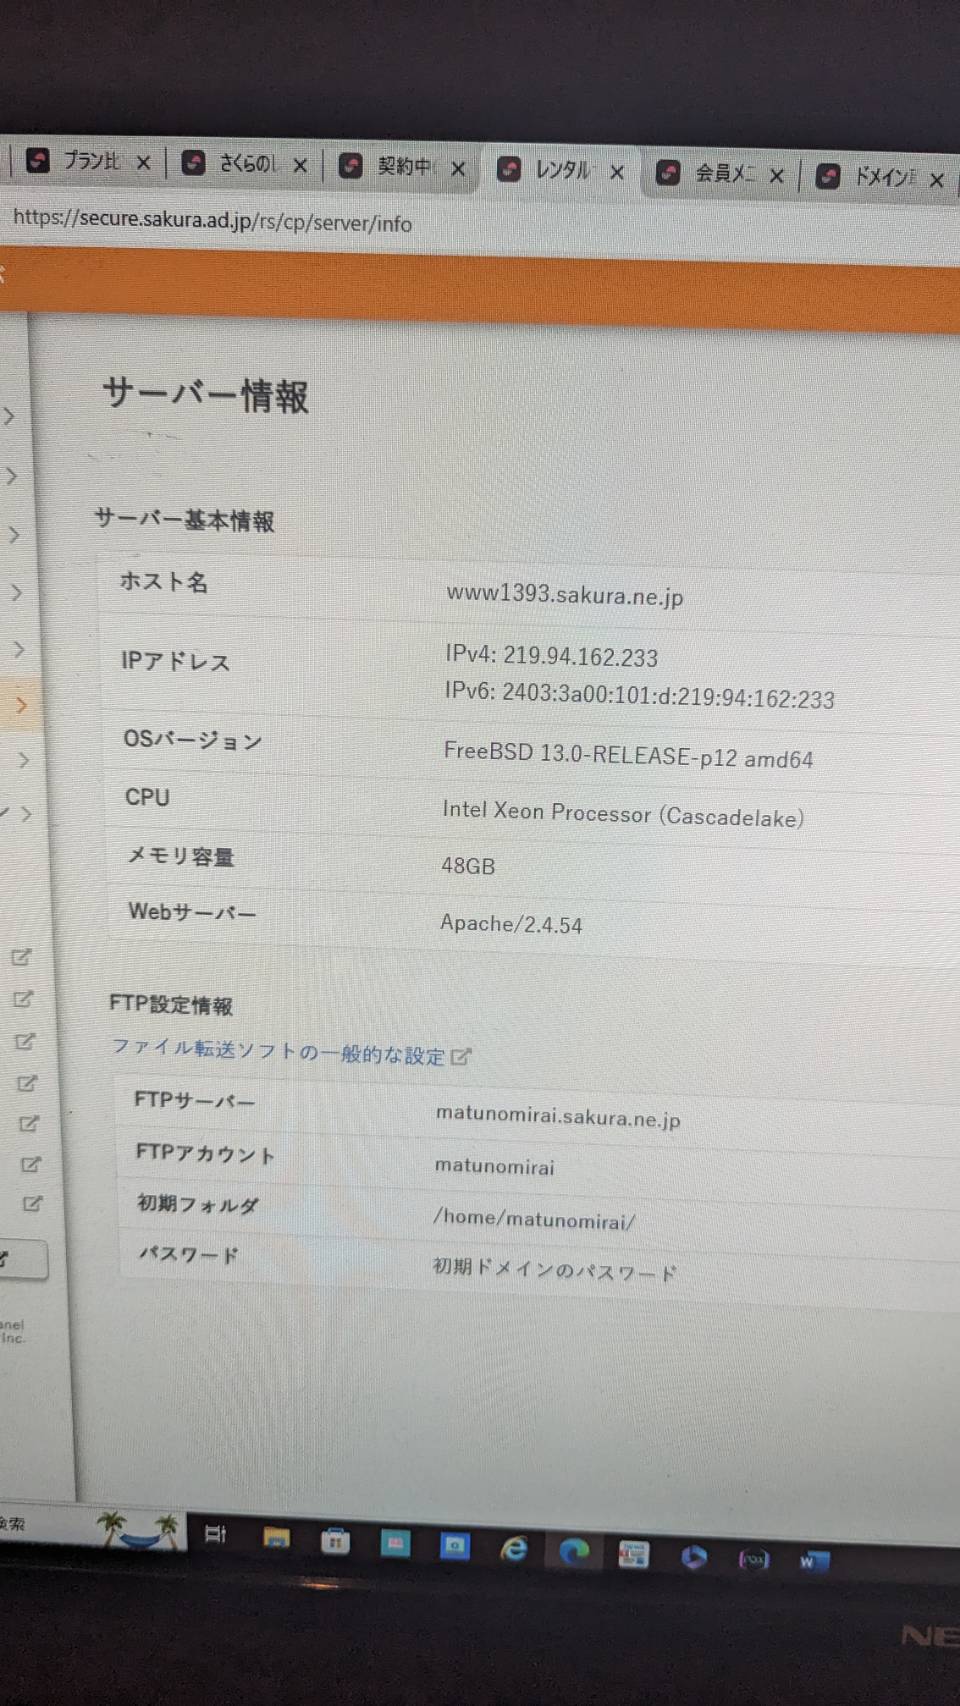 プラン比
さくらのレ
契約中
レンタル
会員メニ
ドメイン
https://secure.sakura.ad.jp/rs/cp/server/info
サーバー情報
サーバー基本情報
ホスト名 www1393.sakura.ne.jp
IPアドレス IPv4: 219.94.162.233
IPv6: 2403:3a00:101:d:219:94:162:233
OSバージョン FreeBSD 13.0-RELEASE-p12 amd64
CPU Intel Xeon Processor (Cascadelake)
メモリ容量 48GB
Webサーバー Apache/2.4.54
FTP設定情報
ファイル転送ソフトの一般的な設定
FTPサーバー matunomirai.sakura.ne.jp
FTPアカウント matunomirai
初期フォルダ /home/matunomirai/
パスワード 初期ドメインのパスワード
anel
Inc.
検索
NE